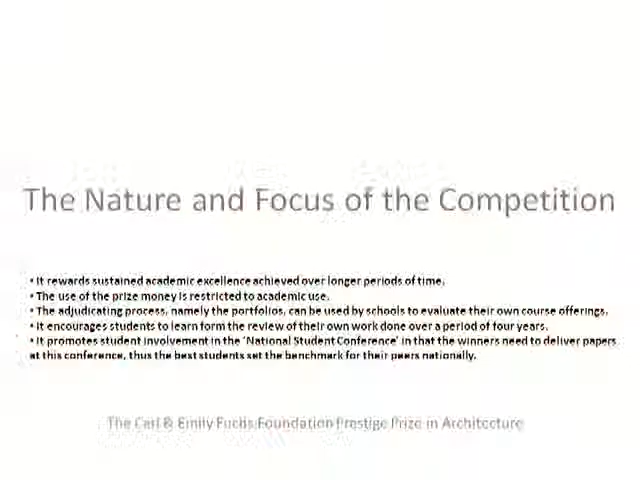 The Nature and Focus of the Competition
• It rewards sustained academic excellence achieved over longer periods of time.
• The use of the prize money is restricted to academic use.
• The adjudicating process, namely the portfolios, can be used by schools to evaluate their own course offerings.
• It encourages students to learn form the review of their own work done over a period of four years.
• It promotes student involvement in the 'National Student Conference' in that the winners need to deliver papers
at this conference, thus the best students set the benchmark for their peers nationally.
The Carl & Emily Fuchs Foundation Prestige Prize in Architecture